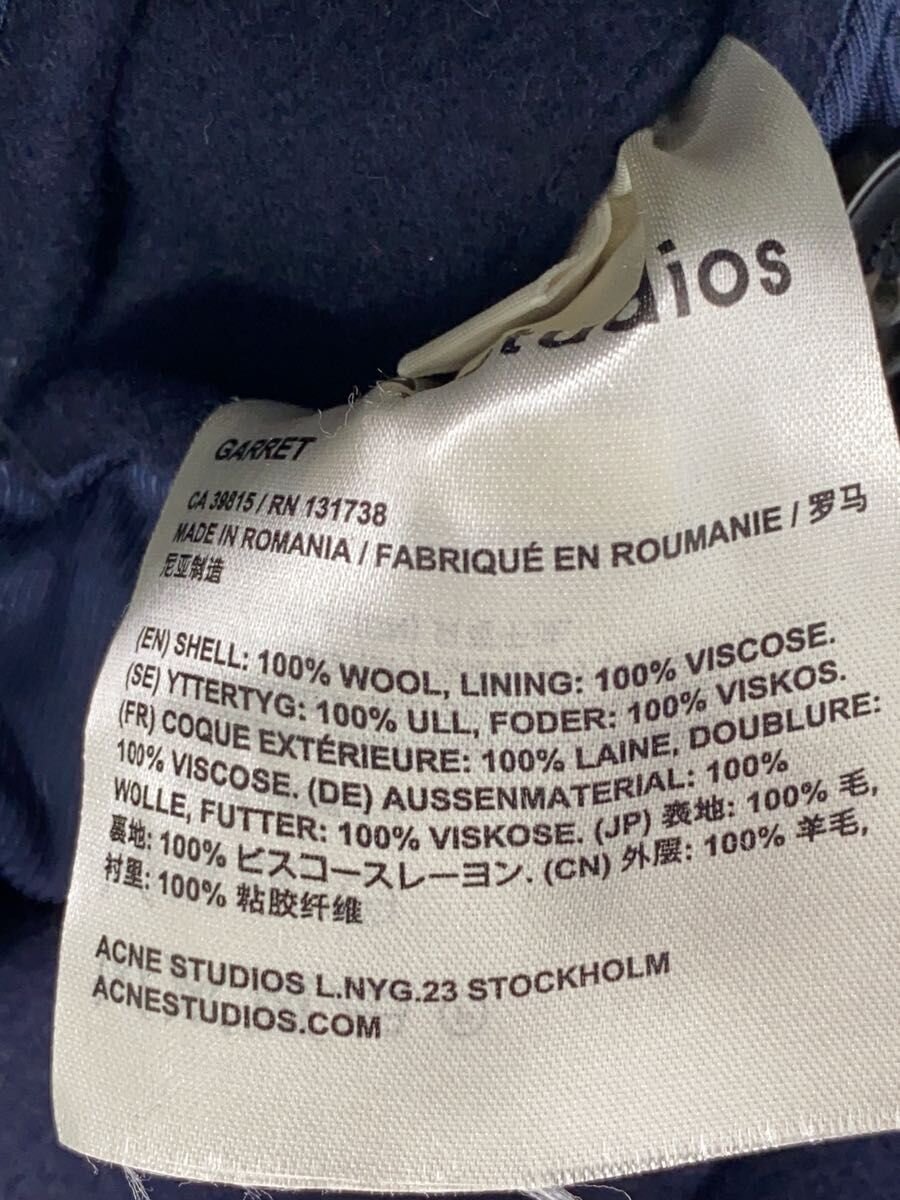 studios
GARRET
CA 39815 / RN 131738
MADE IN ROMANIA / FABRIQUÉ EN ROUMANIE / 罗马
尼亚制造
(EN) SHELL: 100% WOOL, LINING: 100% VISCOSE.
(SE) YTTERTYG: 100% ULL, FODER: 100% VISKOS.
(FR) COQUE EXTÉRIEURE: 100% LAINE, DOUBLURE:
100% VISCOSE. (DE) AUSSENMATERIAL: 100%
WOLLE, FUTTER: 100% VISKOSE. (JP) 表地: 100% 毛,
裏地: 100% ビスコースレーヨン. (CN) 外层: 100% 羊毛,
衬里: 100% 粘胶纤维
ACNE STUDIOS L.NYG.23 STOCKHOLM
ACNESTUDIOS.COM